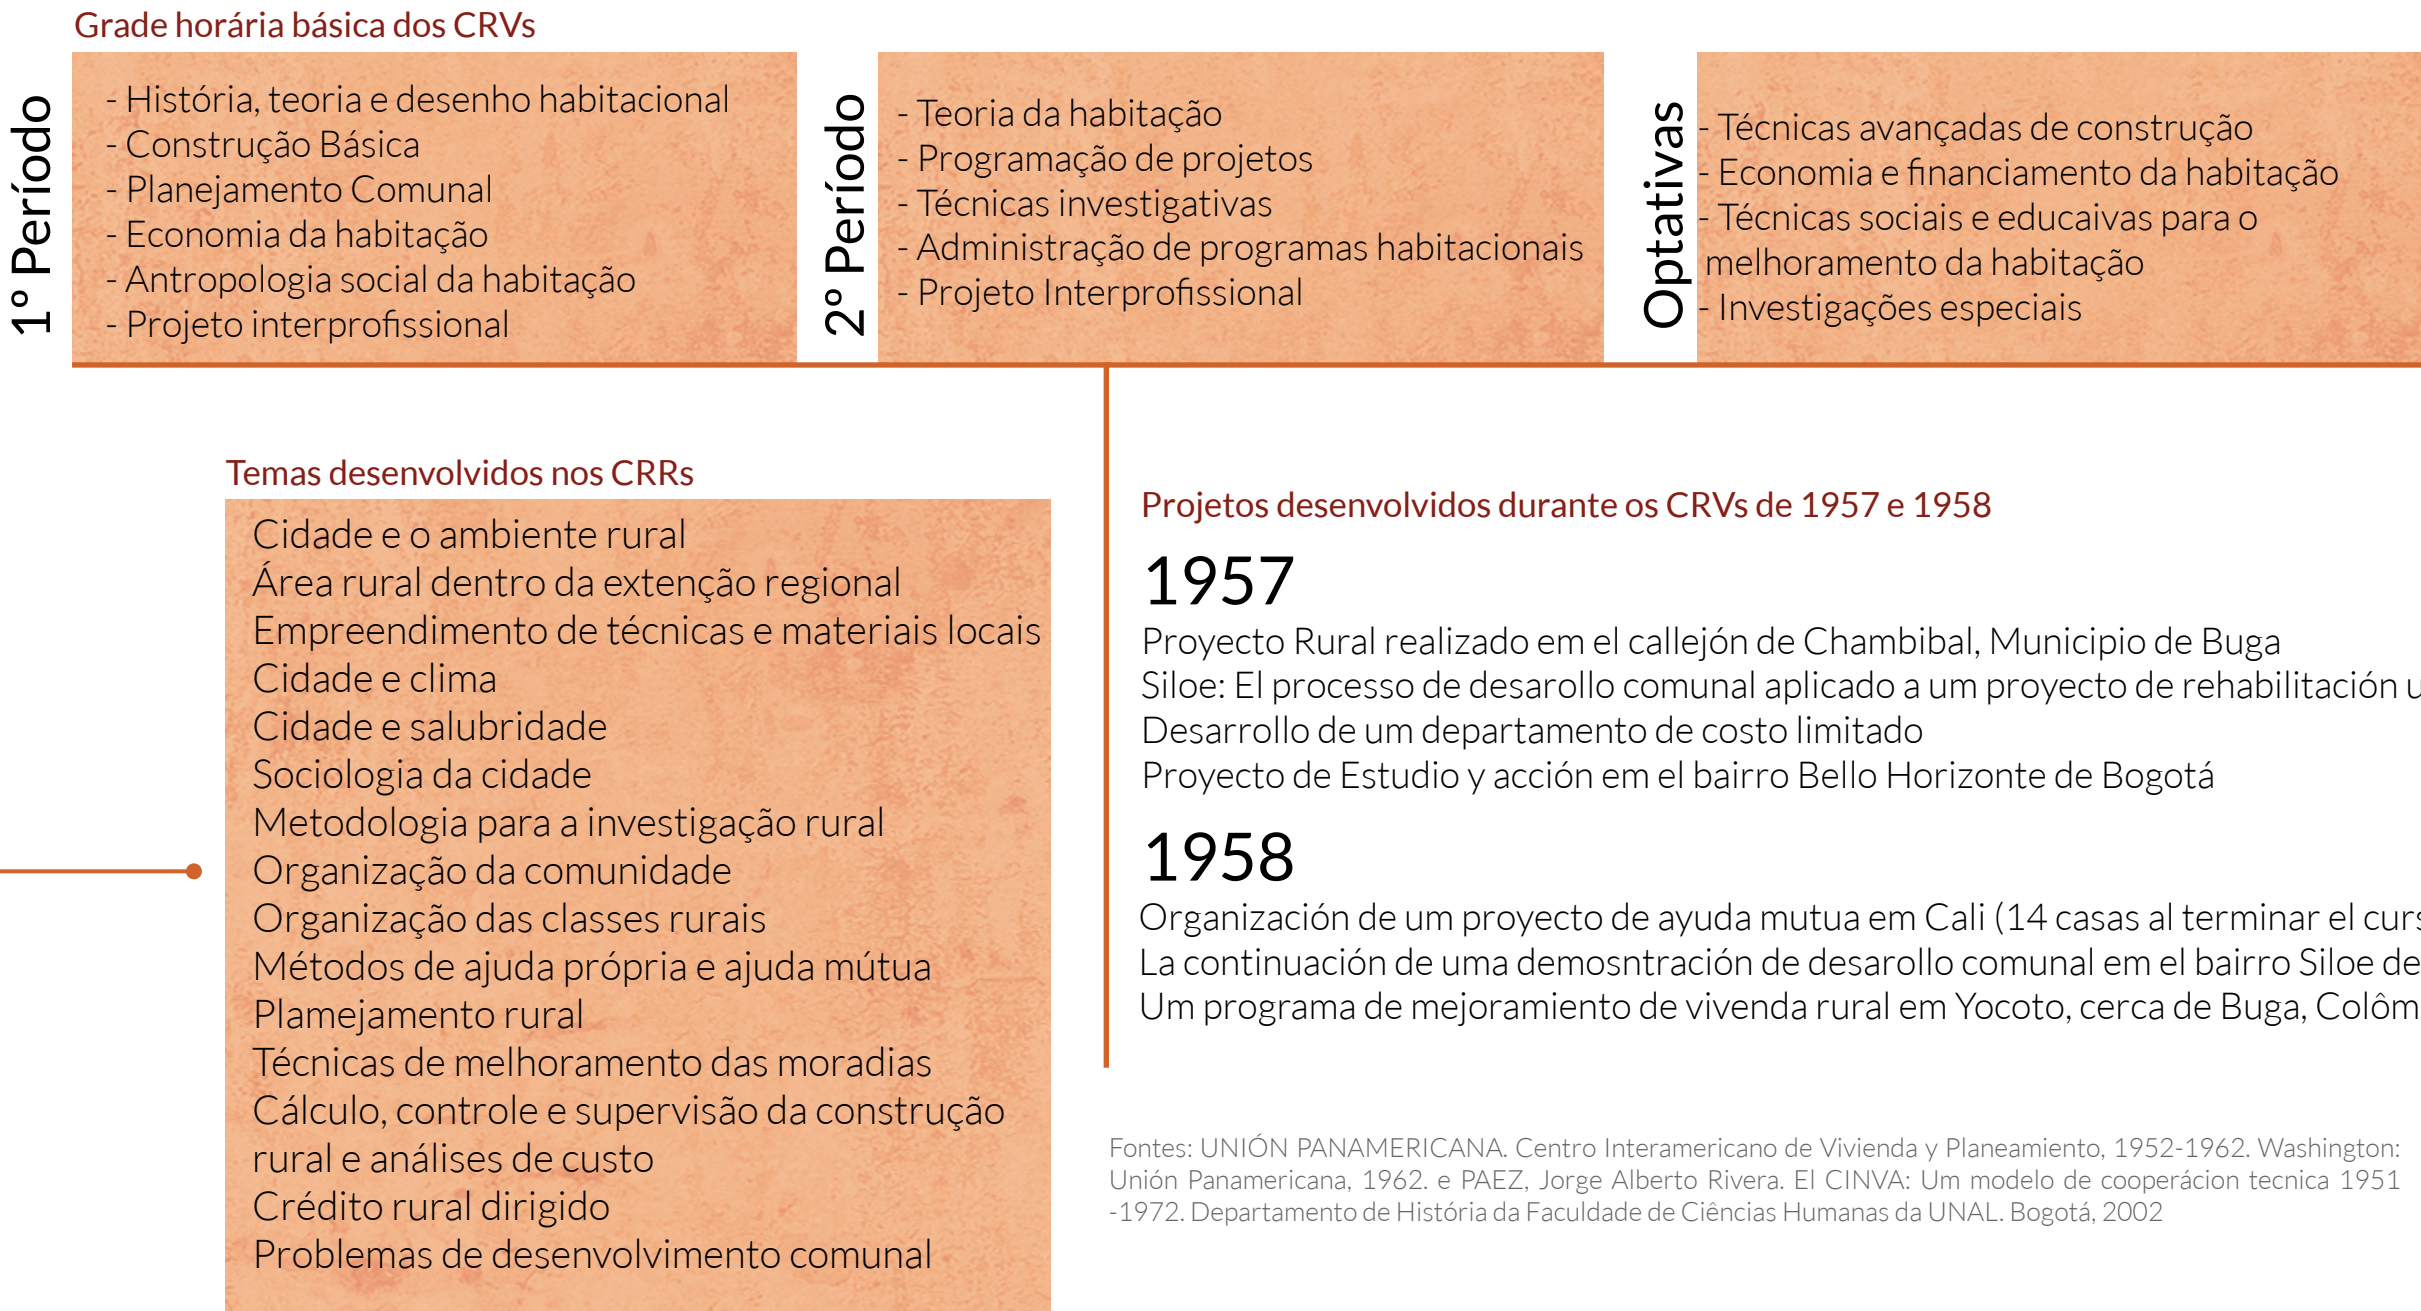 Grade horária básica dos CRVs
1º Período
- História, teoria e desenho habitacional
- Construção Básica
- Planejamento Comunal
- Economia da habitação
- Antropologia social da habitação
- Projeto interprofissional
2º Período
- Teoria da habitação
- Programação de projetos
- Técnicas investigativas
- Administração de programas habitacionais
- Projeto Interprofissional
Optativas
- Técnicas avançadas de construção
- Economia e financiamento da habitação
- Técnicas sociais e educaivas para o
melhoramento da habitação
- Investigações especiais
Temas desenvolvidos nos CRRs
Cidade e o ambiente rural
Área rural dentro da extenção regional
Empreendimento de técnicas e materiais locais
Cidade e clima
Cidade e salubridade
Sociologia da cidade
Metodologia para a investigação rural
Organização da comunidade
Organização das classes rurais
Métodos de ajuda própria e ajuda mútua
Plamejamento rural
Técnicas de melhoramento das moradias
Cálculo, controle e supervisão da construção
rural e análises de custo
Crédito rural dirigido
Problemas de desenvolvimento comunal
Projetos desenvolvidos durante os CRVs de 1957 e 1958
1957
Proyecto Rural realizado em el callejón de Chambibal, Municipio de Buga
Siloe: El processo de desarollo comunal aplicado a um proyecto de rehabilitación
Desarrollo de um departamento de costo limitado
Proyecto de Estudio y acción em el bairro Bello Horizonte de Bogotá
1958
Organización de um proyecto de ayuda mutua em Cali (14 casas al terminar el
La continuación de uma demosntración de desarollo comunal em el bairro Siloe de
Um programa de mejoramiento de vivenda rural em Yocoto, cerca de Buga,
Fontes: UNIÓN PANAMERICANA. Centro Interamericano de Vivienda y Planeamiento, 1952-1962. Washington:
Unión Panamericana, 1962. e PAEZ, Jorge Alberto Rivera. El CINVA: Um modelo de cooperácion tecnica 1951
-1972. Departamento de História da Faculdade de Ciências Humanas da UNAL. Bogotá, 2002